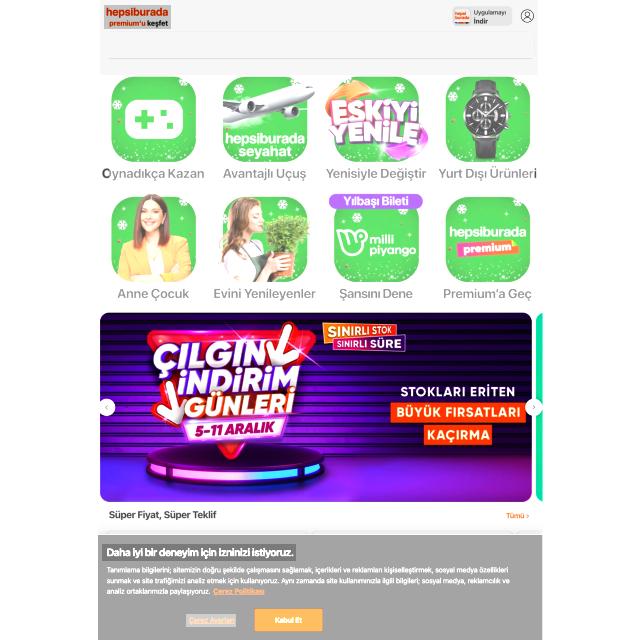 hepsiburada
premium'u keşfet
hepsi
burada
Uygulamayı
İndir
hepsiburada
seyahat
ESKİYİ
YENİLE
Oynadıkça Kazan
Avantajlı Uçuş
Yenisiyle Değiştir
Yurt Dışı Ürünleri
Yılbaşı Bileti
milli
piyango
hepsiburada
premium
Anne Çocuk
Evini Yenileyenler
Şansını Dene
Premium'a Geç
ÇILGIN
İNDİRİM
GÜNLERİ
5-11 ARALIK
SINIRLI STOK
SINIRLI SÜRE
STOKLARI ERİTEN
BÜYÜK FIRSATLARI
KAÇIRMA
Süper Fiyat, Süper Teklif
Tümü ›
Daha iyi bir deneyim için izninizi istiyoruz.
Tanımlama bilgilerini; sitemizin doğru şekilde çalışmasını sağlamak, içerikleri ve reklamları kişiselleştirmek, sosyal medya özellikleri
sunmak ve site trafiğimizi analiz etmek için kullanıyoruz. Aynı zamanda site kullanımınızla ilgili bilgileri; sosyal medya, reklamcılık ve
analiz ortaklarımızla paylaşıyoruz. Çerez Politikası
Çerez Ayarları
Kabul Et